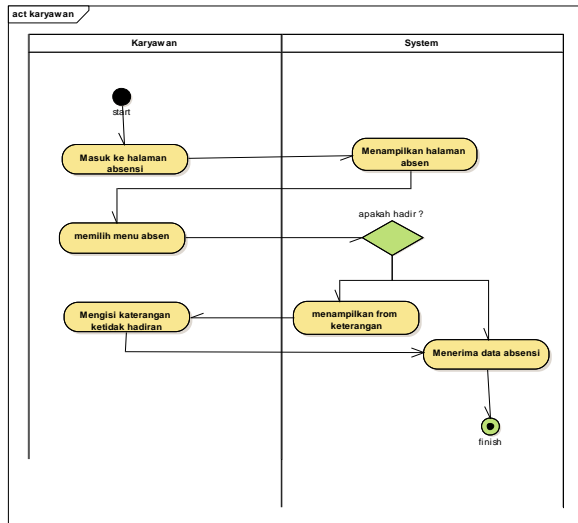 act karyawan
Karyawan
System
start
Masuk ke halaman
absensi
Menampilkan halaman
absen
memilih menu absen
apakah hadir ?
Mengisi katerangan
ketidak hadiran
menampilkan from
keterangan
Menerima data absensi
finish